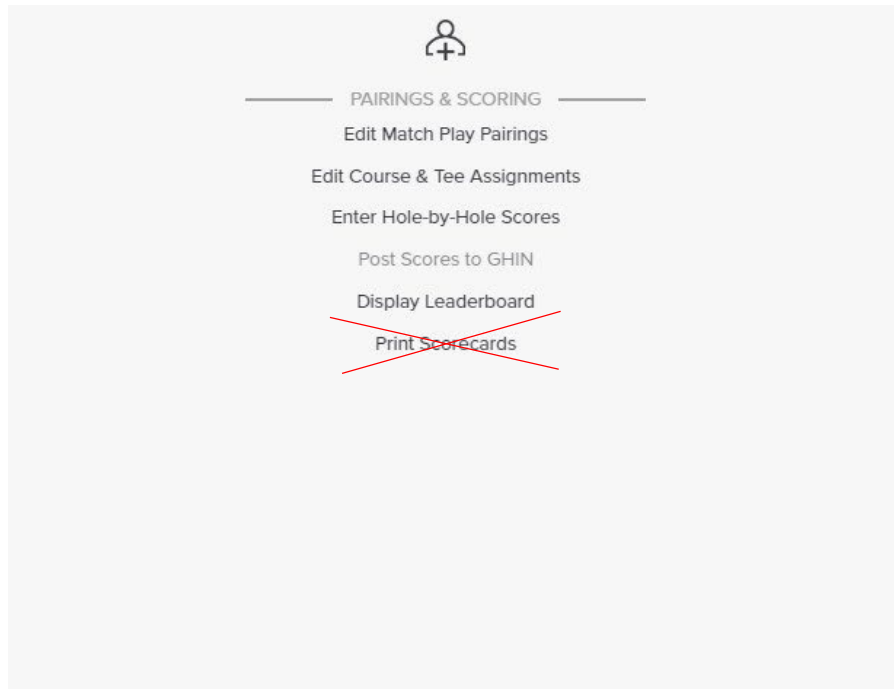 PAIRINGS & SCORING
Edit Match Play Pairings
Edit Course & Tee Assignments
Enter Hole-by-Hole Scores
Post Scores to GHIN
Display Leaderboard
Print Scorecards